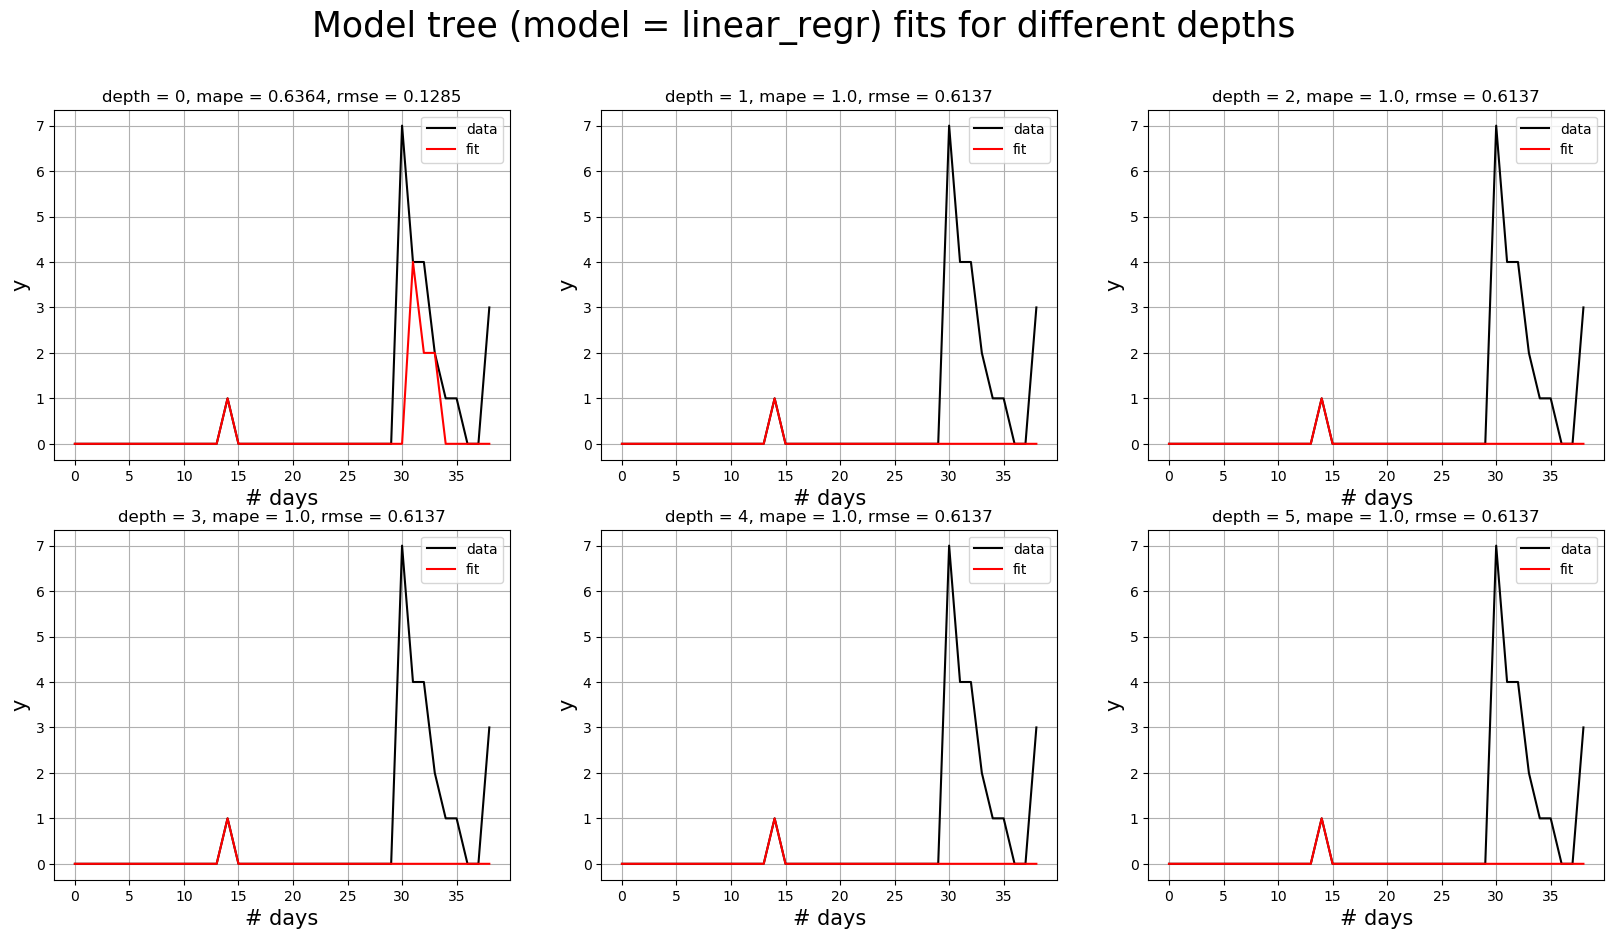 Model tree (model = linear_regr) fits for different depths
depth = 0, mape = 0.6364, rmse = 0.1285
7
6
5
4
3
2
1
0
y
data
fit
0 5 10 15 20 25 30 35
# days
depth = 1, mape = 1.0, rmse = 0.6137
7
6
5
4
3
2
1
0
y
data
fit
0 5 10 15 20 25 30 35
# days
depth = 2, mape = 1.0, rmse = 0.6137
7
6
5
4
3
2
1
0
y
data
fit
0 5 10 15 20 25 30 35
# days
depth = 3, mape = 1.0, rmse = 0.6137
7
6
5
4
3
2
1
0
y
data
fit
0 5 10 15 20 25 30 35
# days
depth = 4, mape = 1.0, rmse = 0.6137
7
6
5
4
3
2
1
0
y
data
fit
0 5 10 15 20 25 30 35
# days
depth = 5, mape = 1.0, rmse = 0.6137
7
6
5
4
3
2
1
0
y
data
fit
0 5 10 15 20 25 30 35
# days